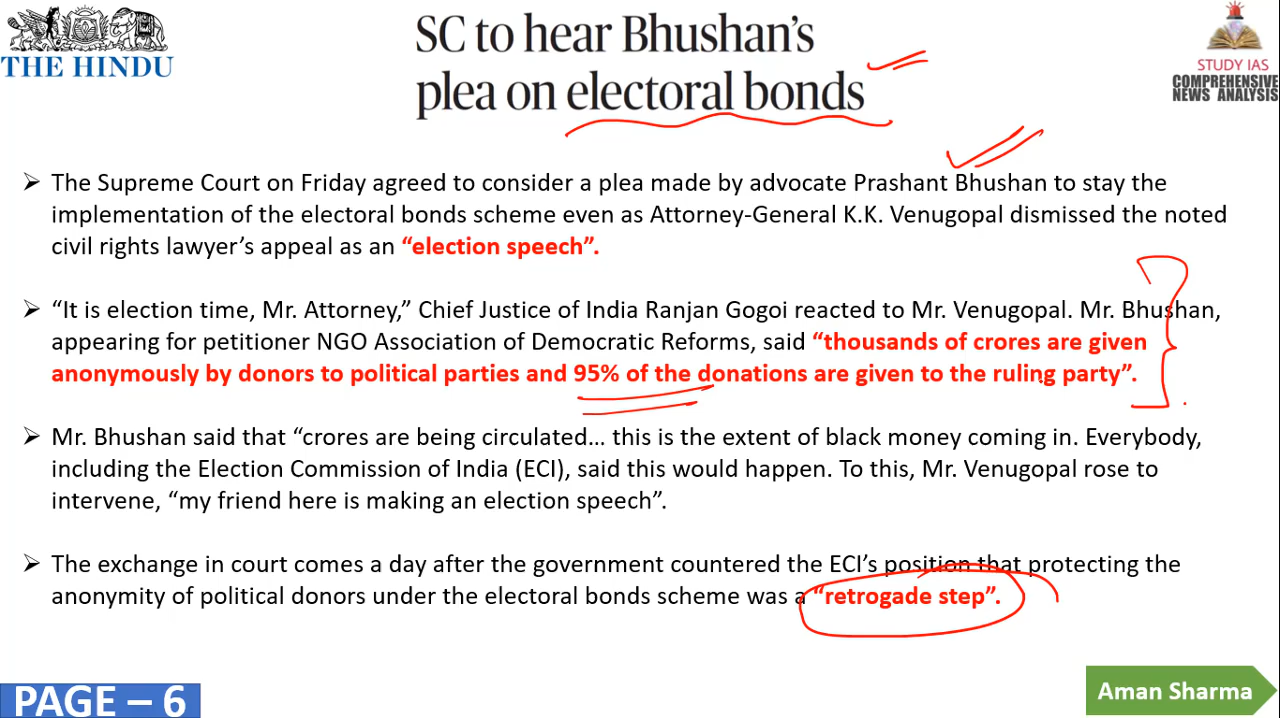 THE HINDU
SC to hear Bhushan's
plea on electoral bonds
STUDY IAS
COMPREHENSIVE
NEWS ANALYSIS
➢ The Supreme Court on Friday agreed to consider a plea made by advocate Prashant Bhushan to stay the
implementation of the electoral bonds scheme even as Attorney-General K.K. Venugopal dismissed the noted
civil rights lawyer's appeal as an “election speech”.
➢ “It is election time, Mr. Attorney,” Chief Justice of India Ranjan Gogoi reacted to Mr. Venugopal. Mr. Bhushan,
appearing for petitioner NGO Association of Democratic Reforms, said “thousands of crores are given
anonymously by donors to political parties and 95% of the donations are given to the ruling party”.
➢ Mr. Bhushan said that “crores are being circulated… this is the extent of black money coming in. Everybody,
including the Election Commission of India (ECI), said this would happen. To this, Mr. Venugopal rose to
intervene, “my friend here is making an election speech”.
➢ The exchange in court comes a day after the government countered the ECI's position that protecting the
anonymity of political donors under the electoral bonds scheme was a “retrogade step”.
PAGE – 6
Aman Sharma